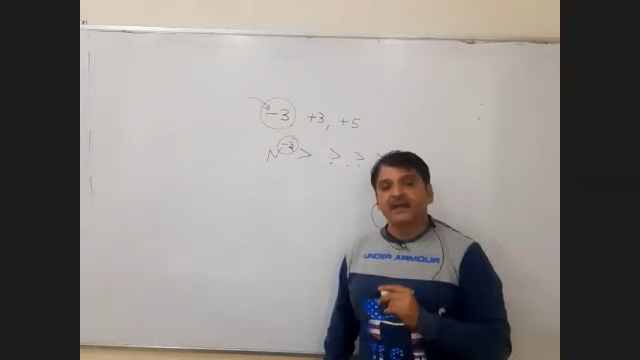 -3 +3, +5
N⁻³ > ? ? ?
UNDER ARMOUR